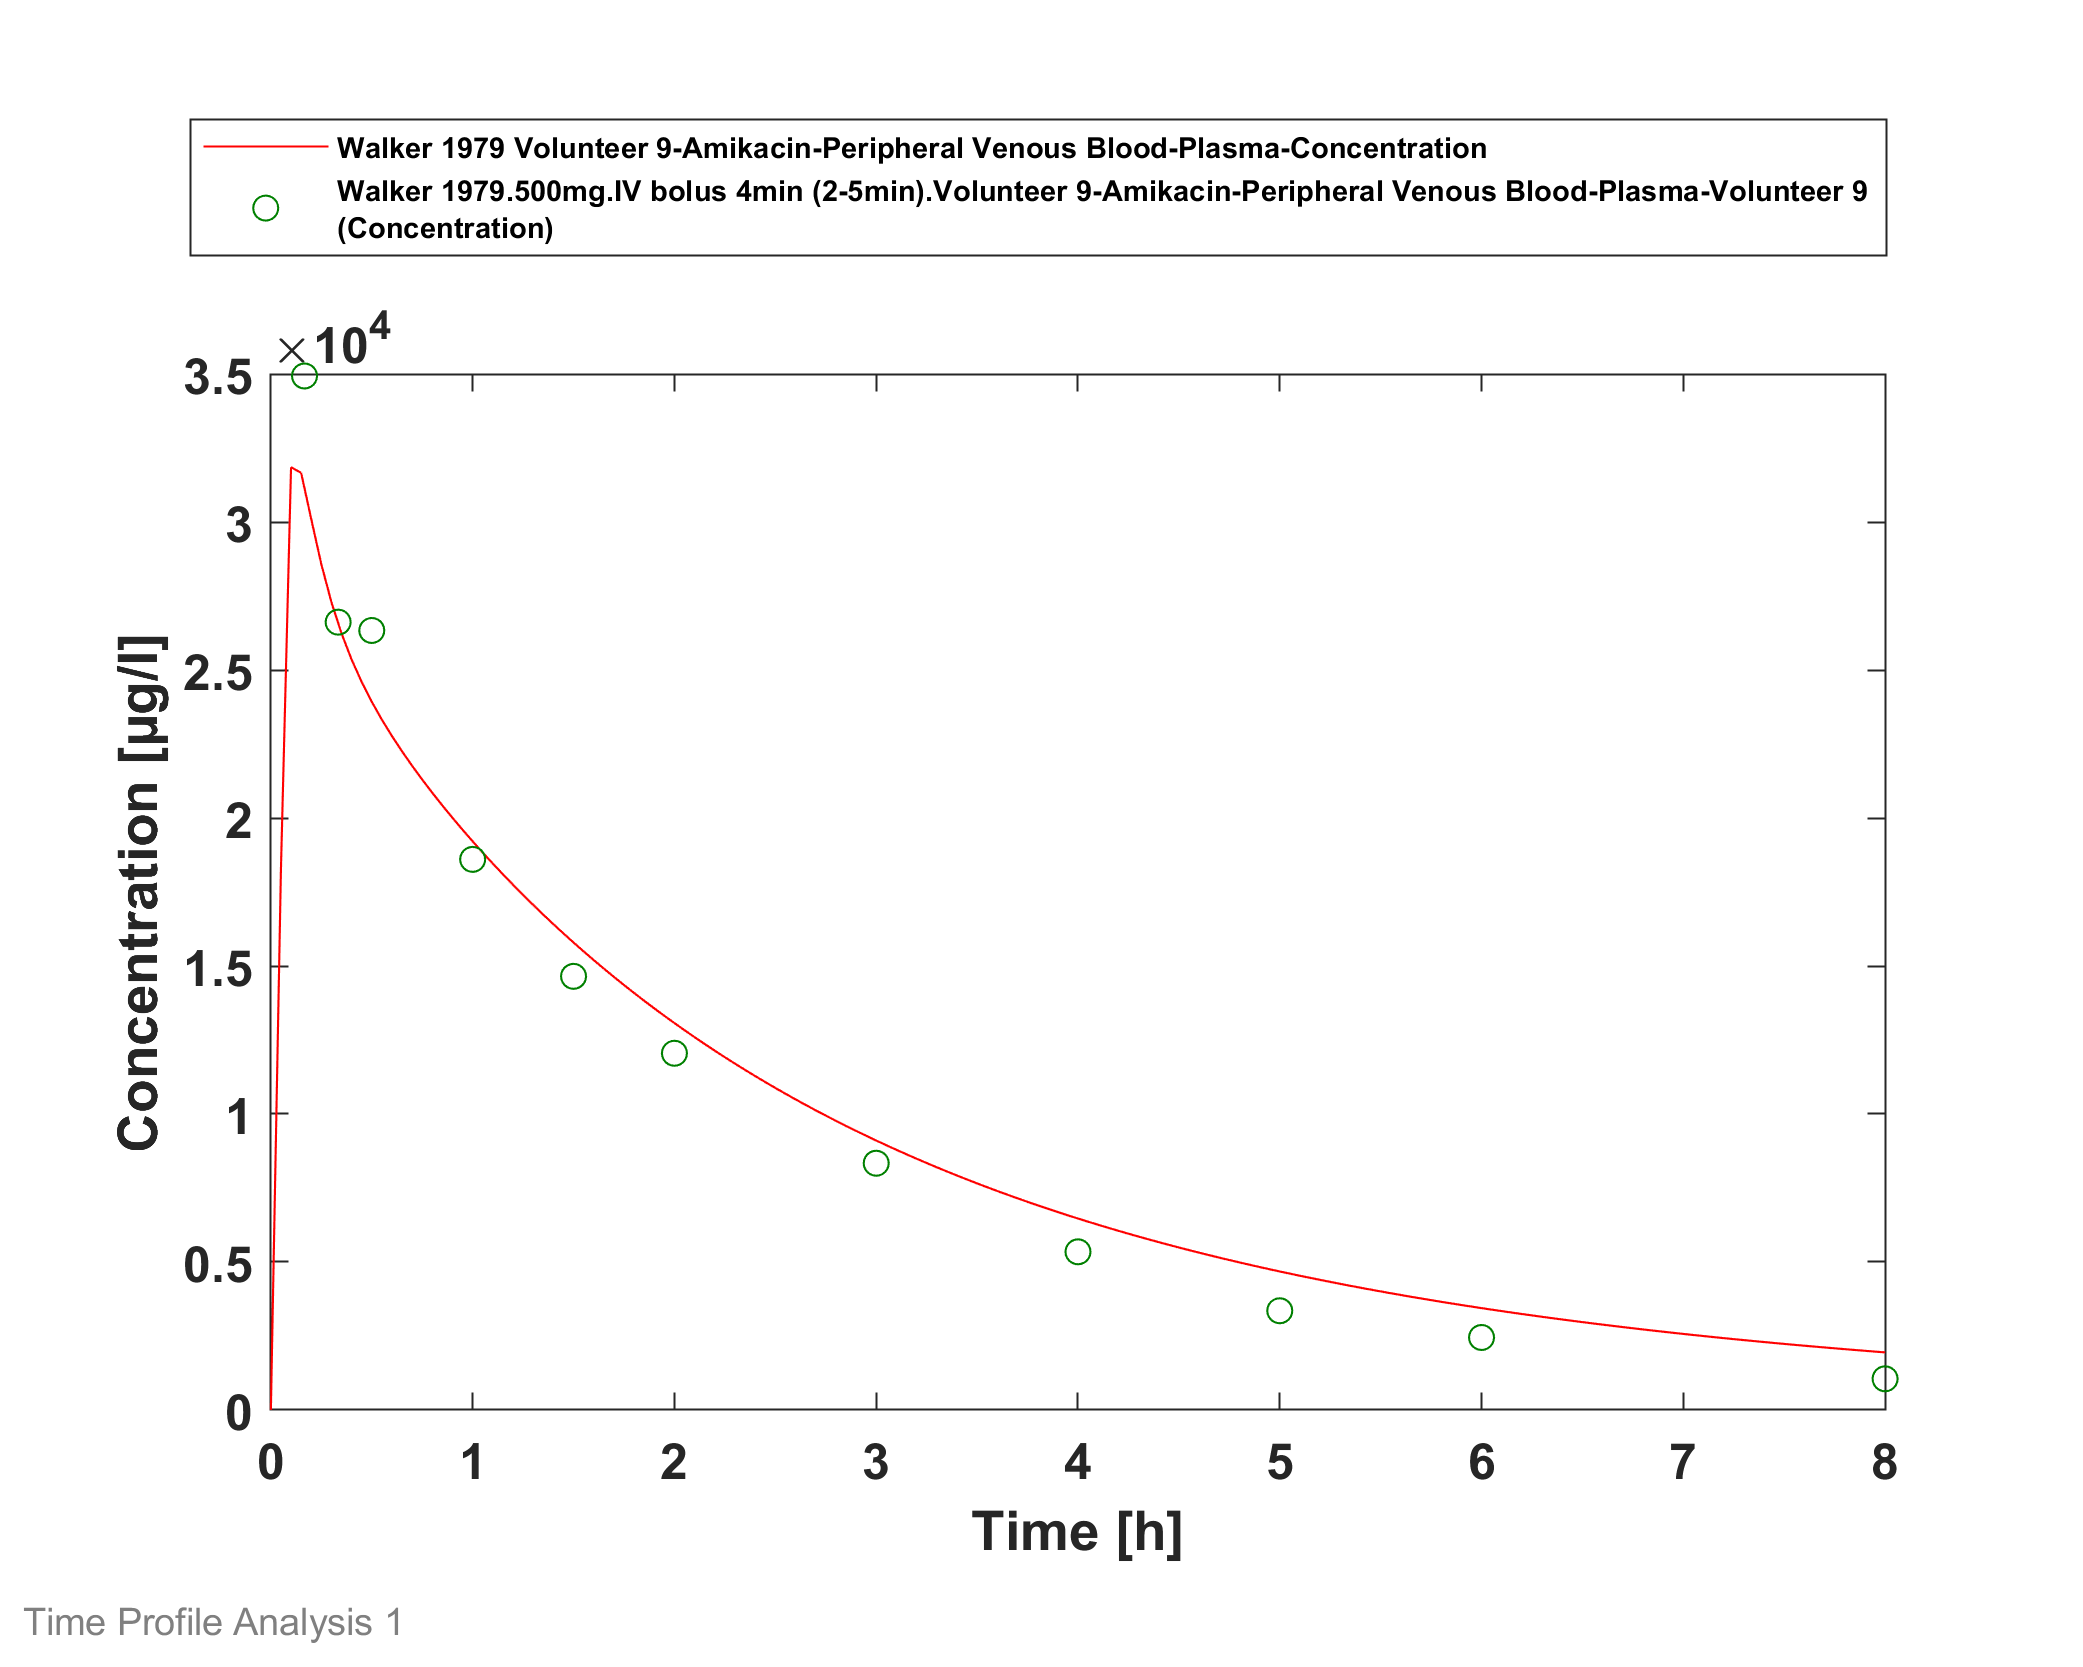 Walker 1979 Volunteer 9-Amikacin-Peripheral Venous Blood-Plasma-Concentration
Walker 1979.500mg.IV bolus 4min (2-5min).Volunteer 9-Amikacin-Peripheral Venous Blood-Plasma-Volunteer 9
(Concentration)
×10⁴
3.5
3
2.5
2
1.5
1
0.5
0
Concentration [µg/l]
0 1 2 3 4 5 6 7 8
Time [h]
Time Profile Analysis 1